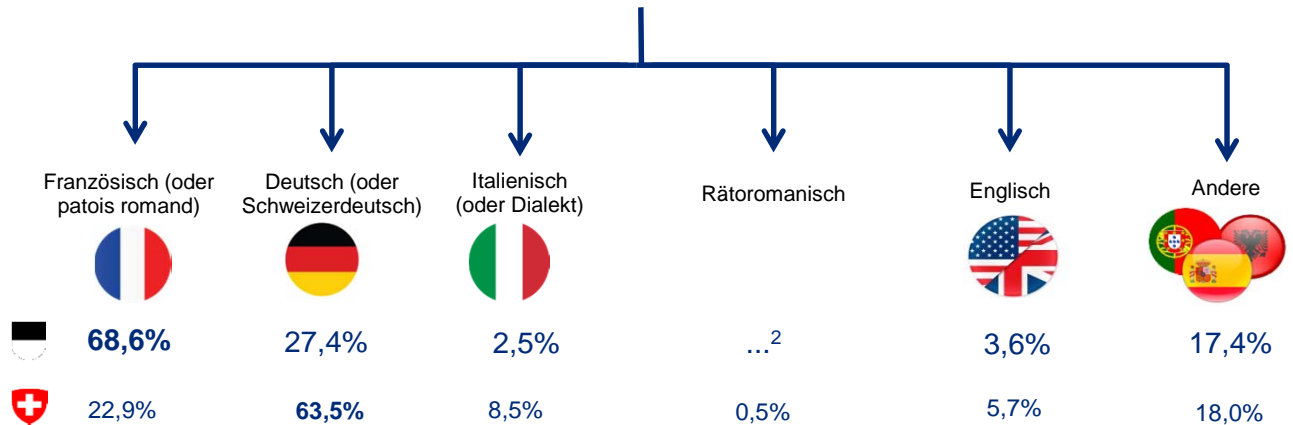 Französisch (oder patois romand)
Deutsch (oder Schweizerdeutsch)
Italienisch (oder Dialekt)
Rätoromanisch
Englisch
Andere
68,6% 27,4% 2,5% ...² 3,6% 17,4%
22,9% 63,5% 8,5% 0,5% 5,7% 18,0%